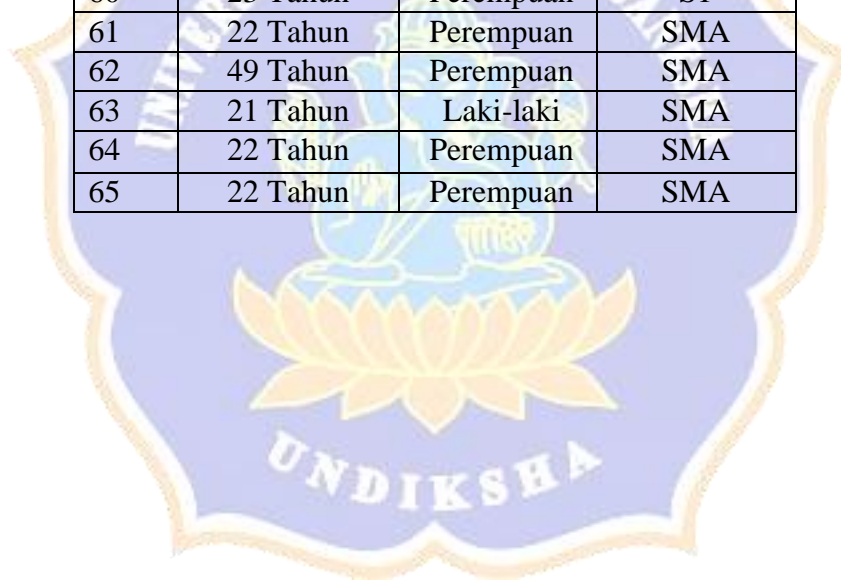 61 22 Tahun Perempuan SMA
62 49 Tahun Perempuan SMA
63 21 Tahun Laki-laki SMA
64 22 Tahun Perempuan SMA
65 22 Tahun Perempuan SMA
UNDIKSHA